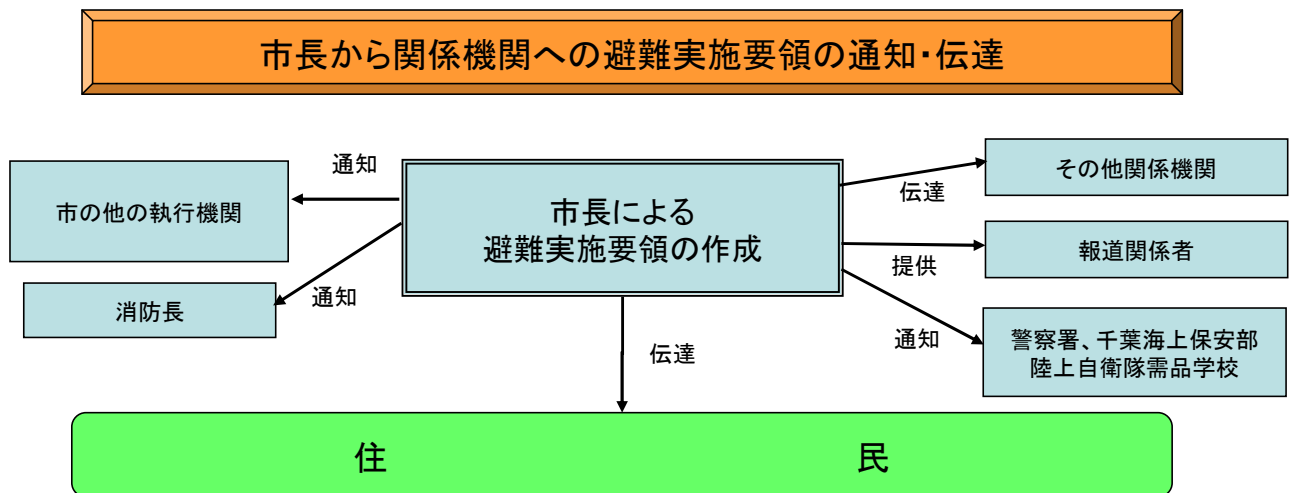 市長から関係機関への避難実施要領の通知・伝達
通知
その他関係機関
伝達
市の他の執行機関
市長による
避難実施要領の作成
報道関係者
提供
消防長
通知
通知
警察署、千葉海上保安部
陸上自衛隊需品学校
伝達
住　民